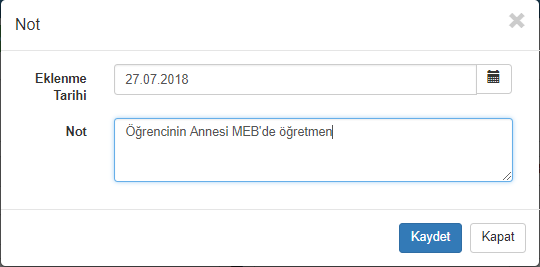 Not
Eklenme
Tarihi
27.07.2018
Not
Öğrencinin Annesi MEB'de öğretmen
Kaydet
Kapat